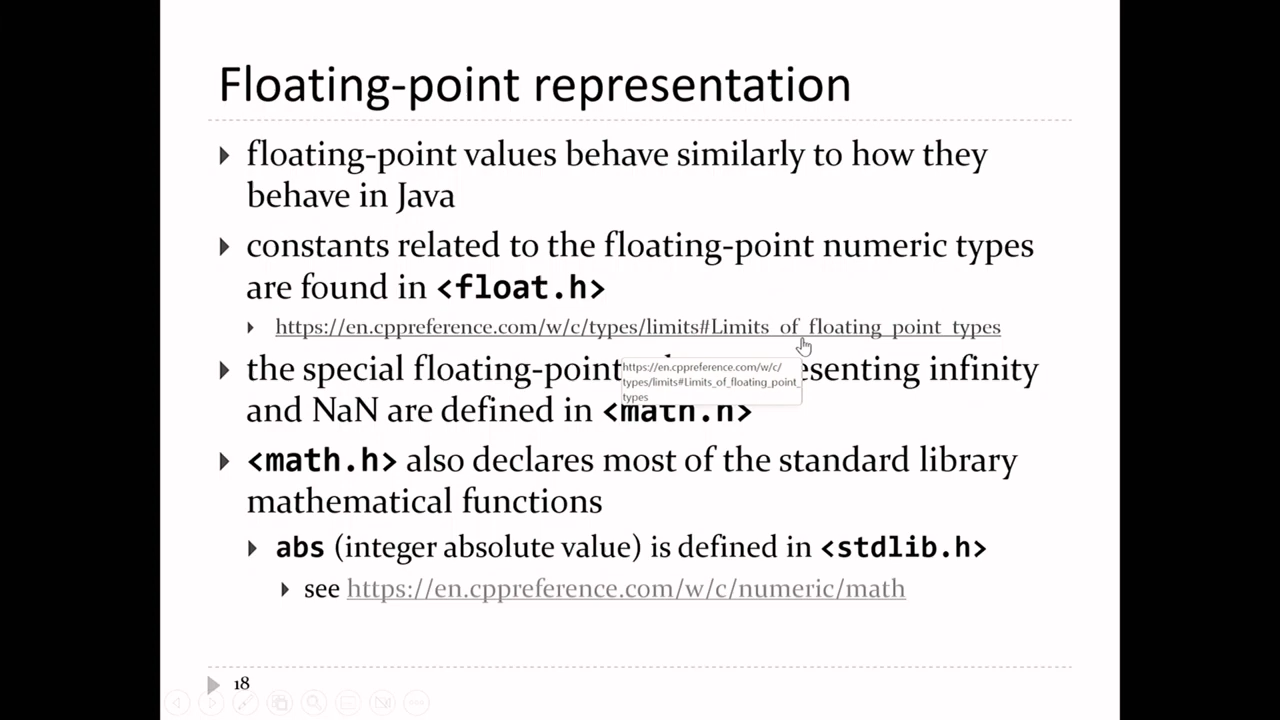 Floating-point representation
floating-point values behave similarly to how they
behave in Java
constants related to the floating-point numeric types
are found in <float.h>
https://en.cppreference.com/w/c/types/limits#Limits_of_floating_point_types
the special floating-point
https://en.cppreference.com/w/c/
types/limits#Limits_of_floating_point_
types
infinity
and NaN are defined in <math.h>
<math.h> also declares most of the standard library
mathematical functions
abs (integer absolute value) is defined in <stdlib.h>
see https://en.cppreference.com/w/c/numeric/math
18